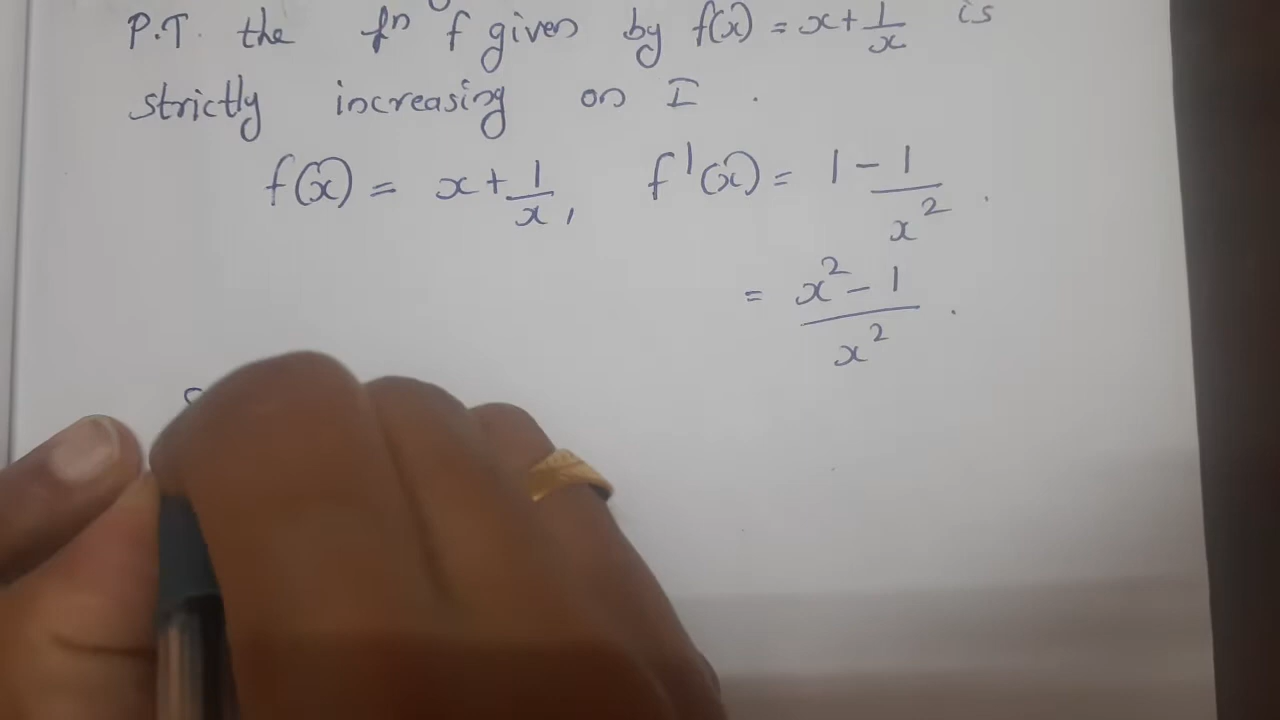 P.T. the fⁿ f given by f(x) = x + 1/x is
strictly increasing on I .
f(x) = x + 1/x , f'(x) = 1 - 1/x² .
= x² - 1 / x² .